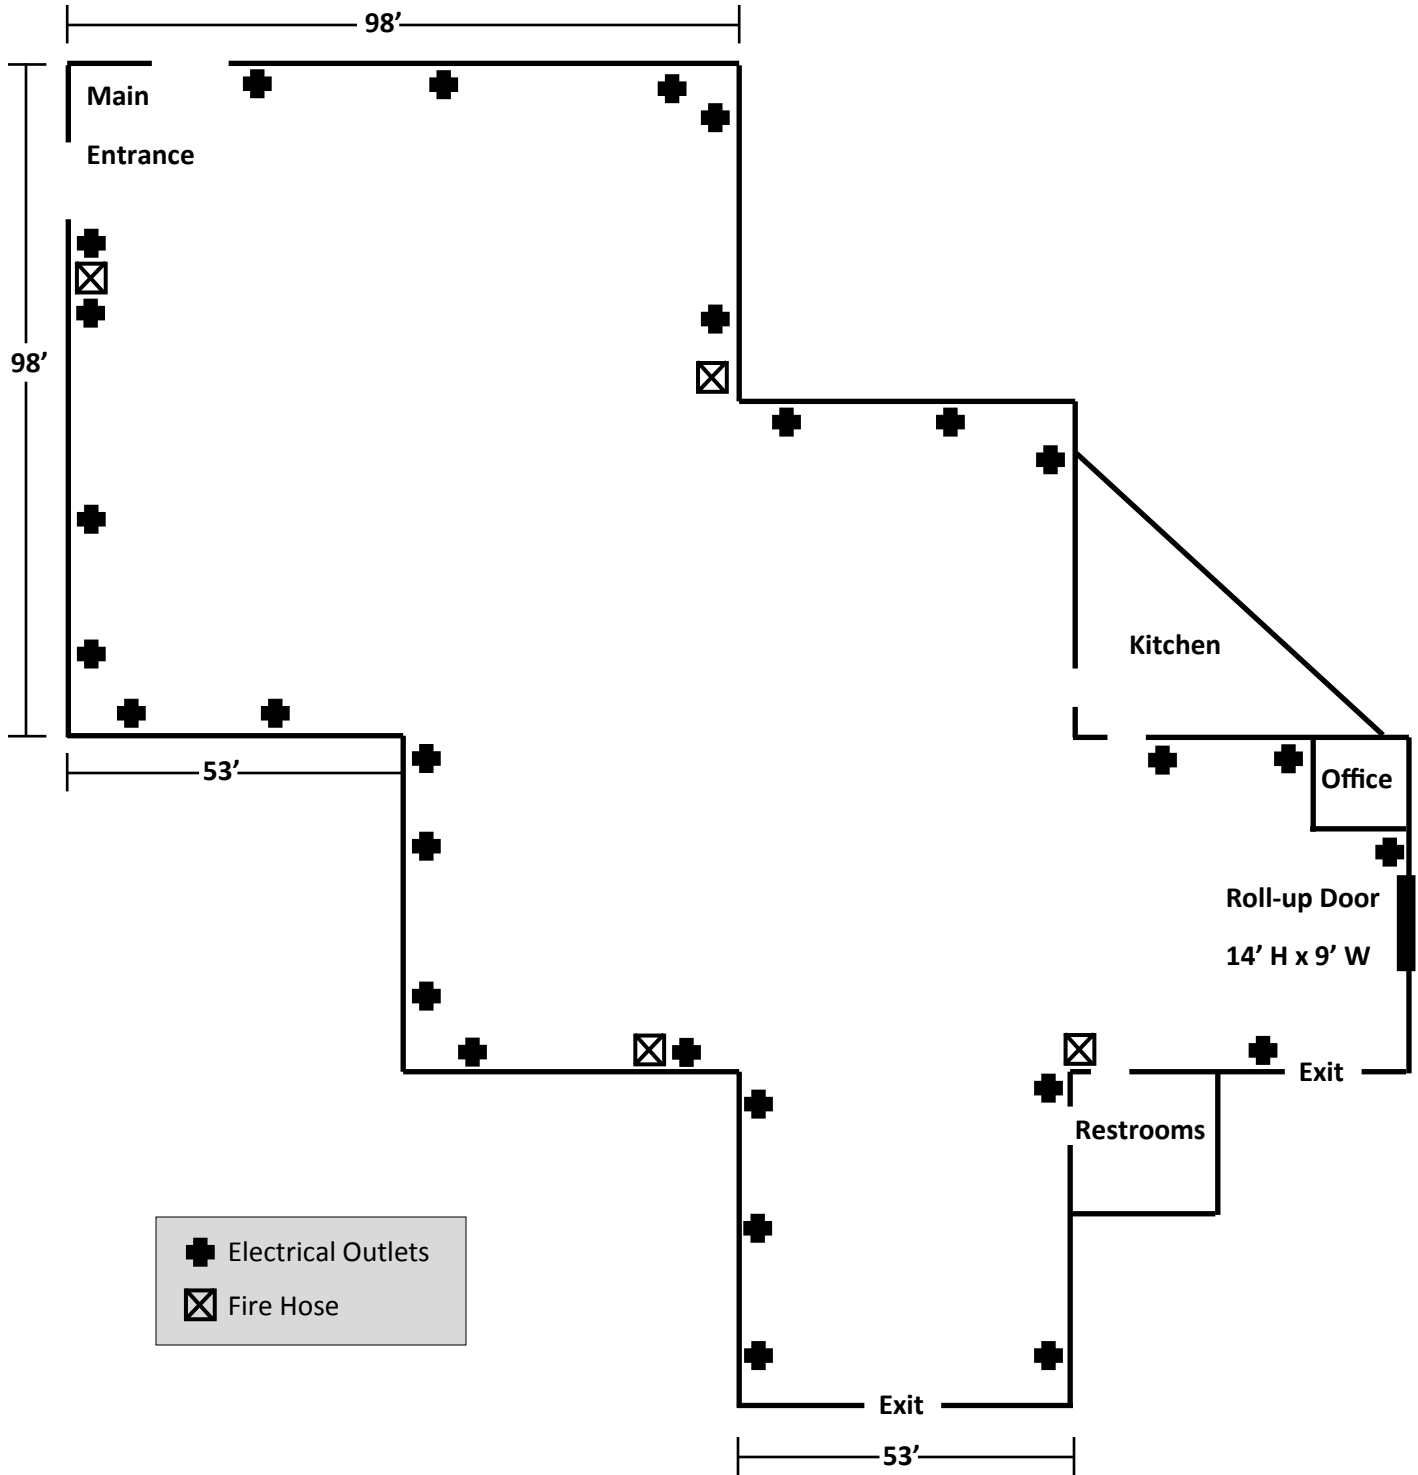 98’
Main
Entrance
98’
Kitchen
53’
Office
Roll-up Door
14’ H x 9’ W
Exit
Restrooms
Electrical Outlets
Fire Hose
Exit
53’